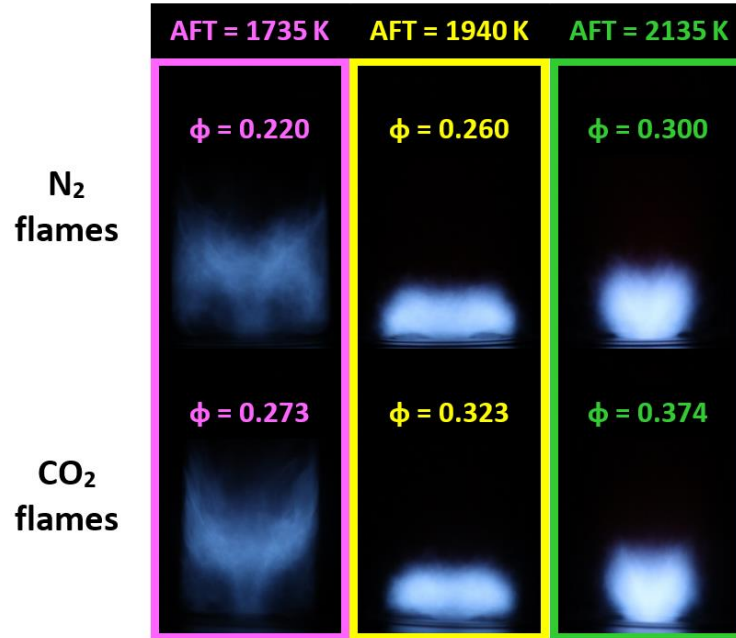 AFT = 1735 K AFT = 1940 K AFT = 2135 K
ϕ = 0.220 ϕ = 0.260 ϕ = 0.300
N₂
flames
ϕ = 0.273 ϕ = 0.323 ϕ = 0.374
CO₂
flames